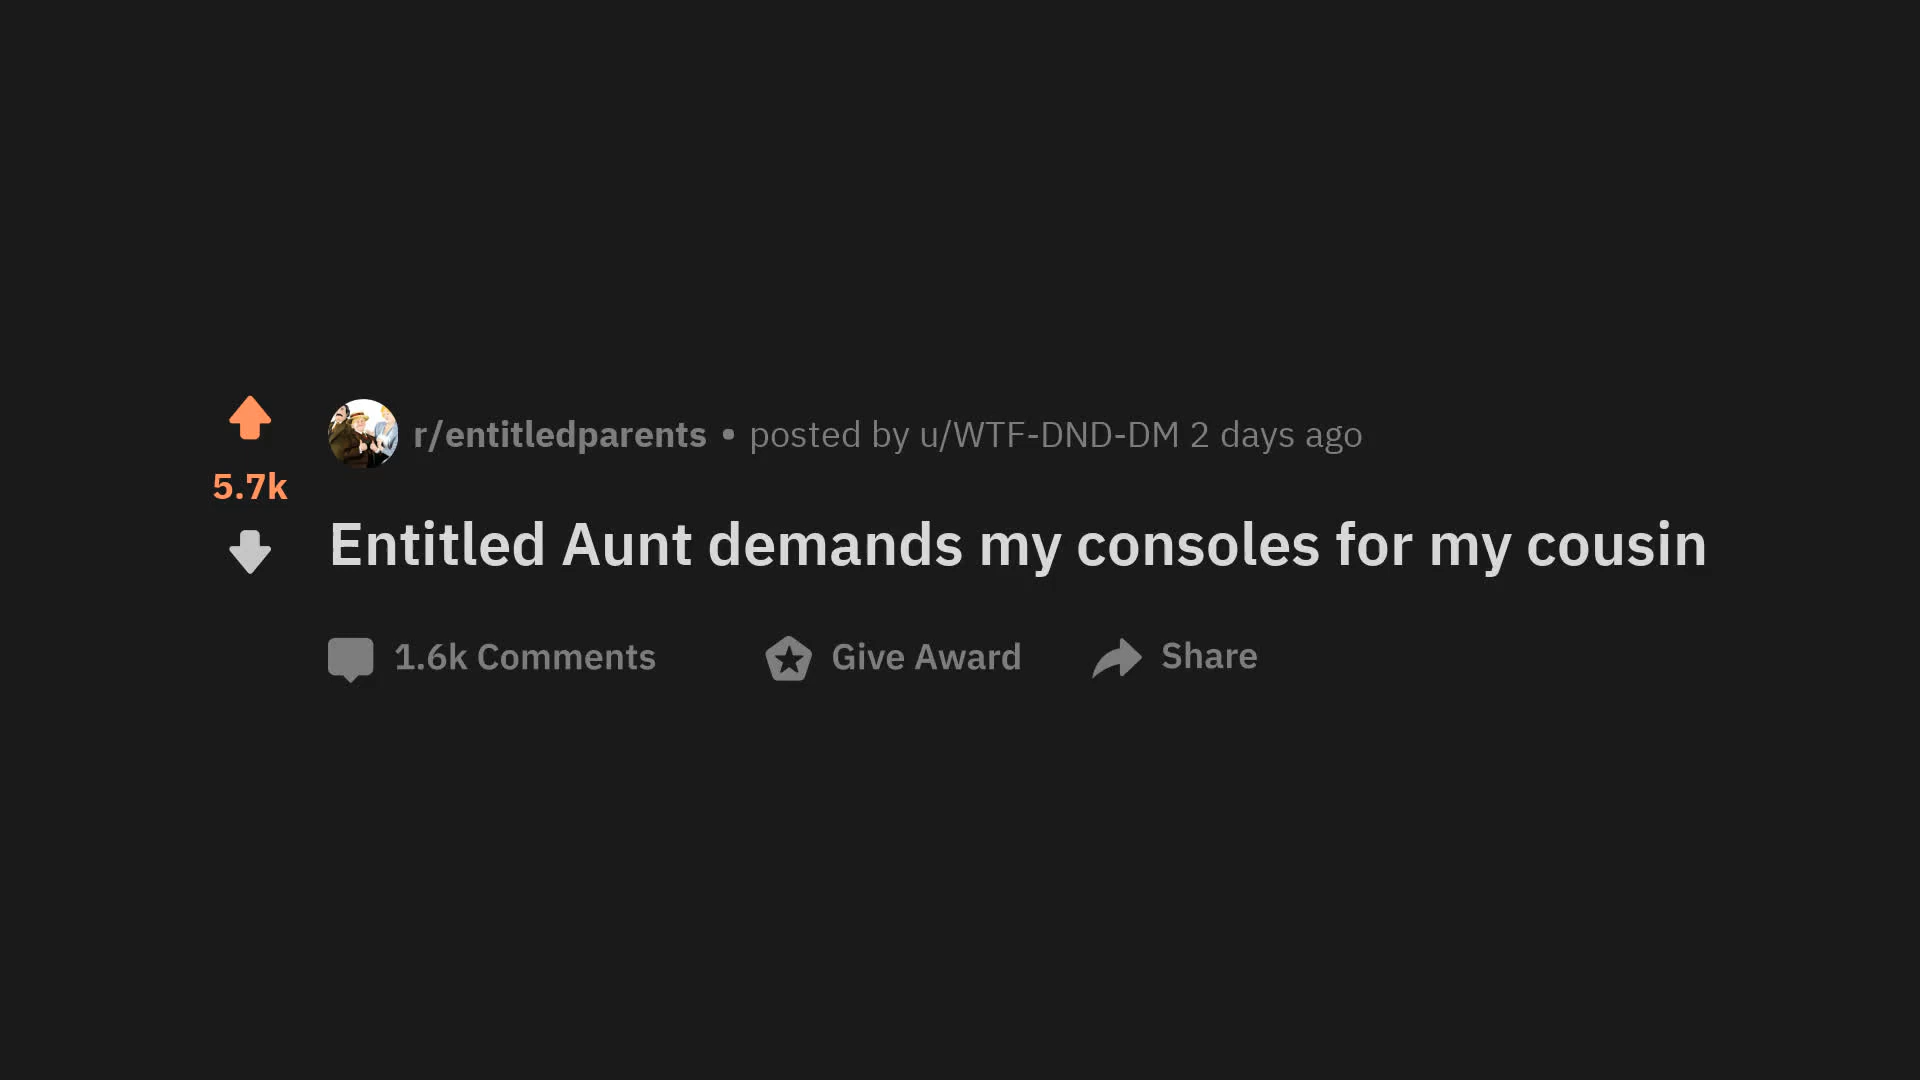 r/entitledparents • posted by u/WTF-DND-DM 2 days ago
5.7k
Entitled Aunt demands my consoles for my cousin
1.6k Comments Give Award Share